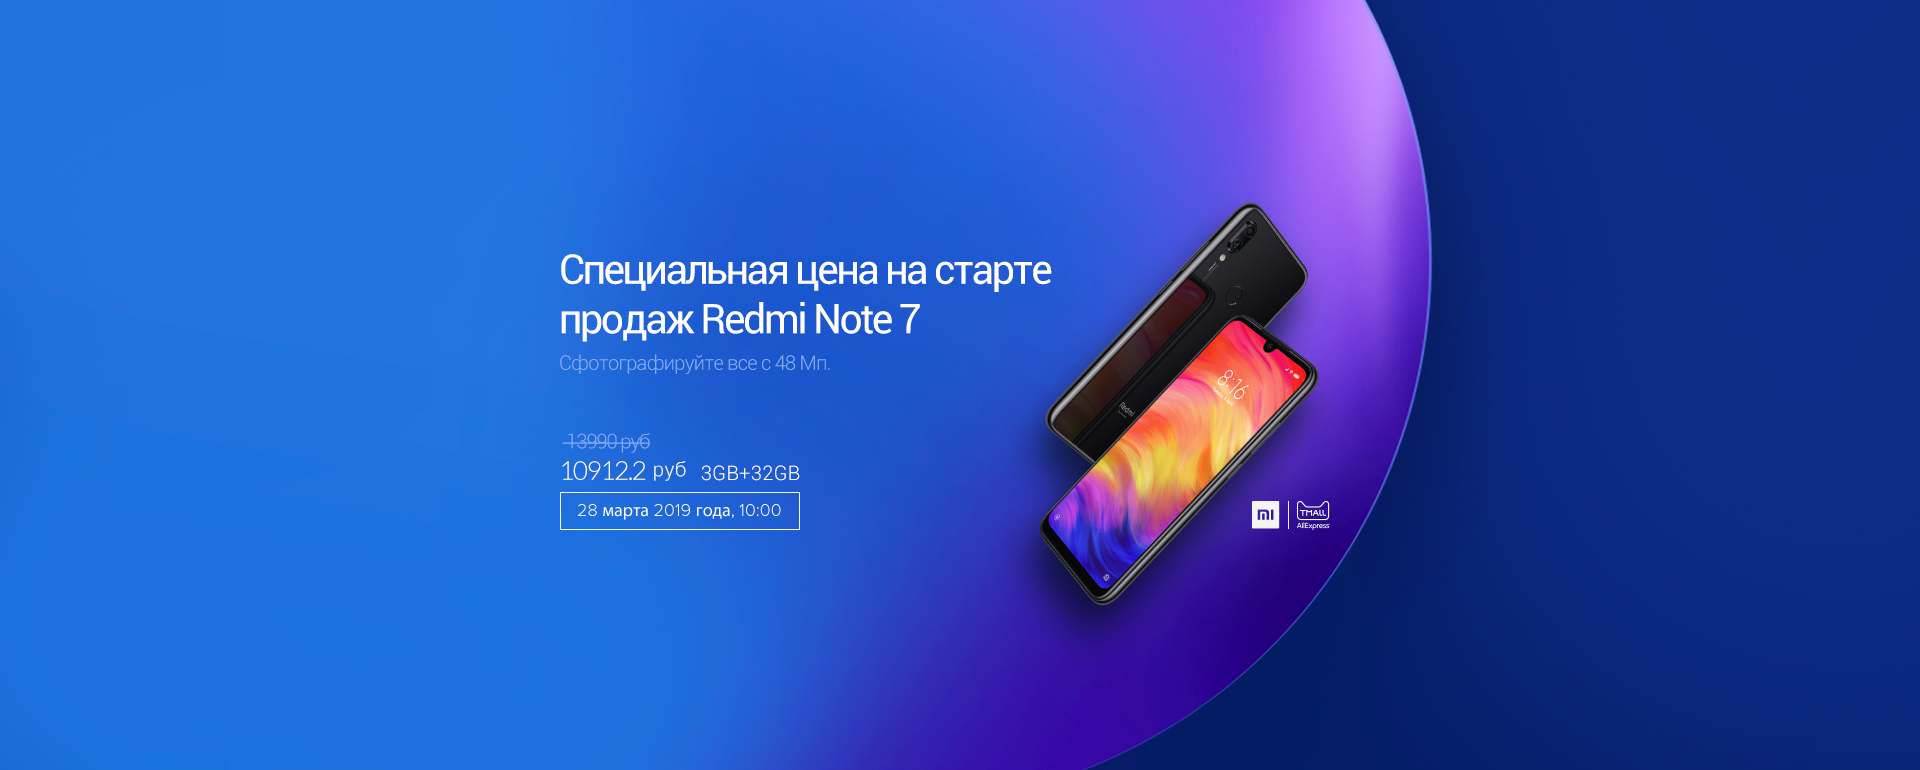 Специальная цена на старте
продаж Redmi Note 7
Сфотографируйте все с 48 Мп.
13990 руб
10912.2 руб 3GB+32GB
28 марта 2019 года, 10:00
Redmi
8:16
MI
TMALL
AliExpress